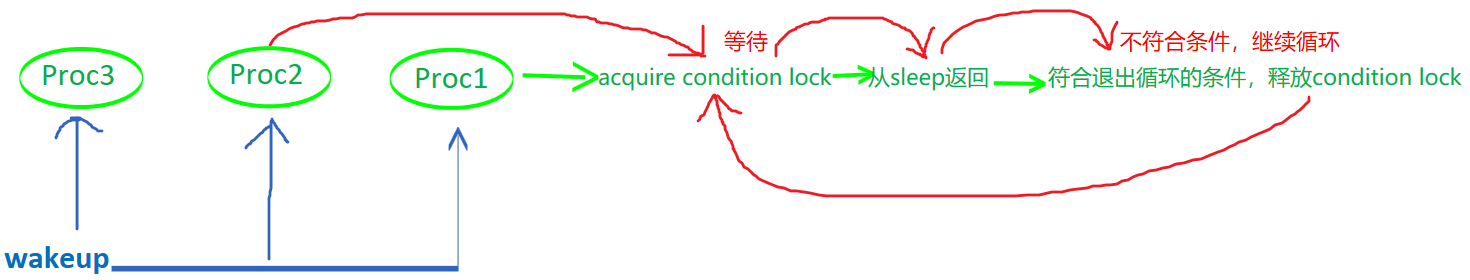 等待
不符合条件，继续循环
Proc3
Proc2
Proc1
acquire condition lock
从sleep返回
符合退出循环的条件，释放condition lock
wakeup